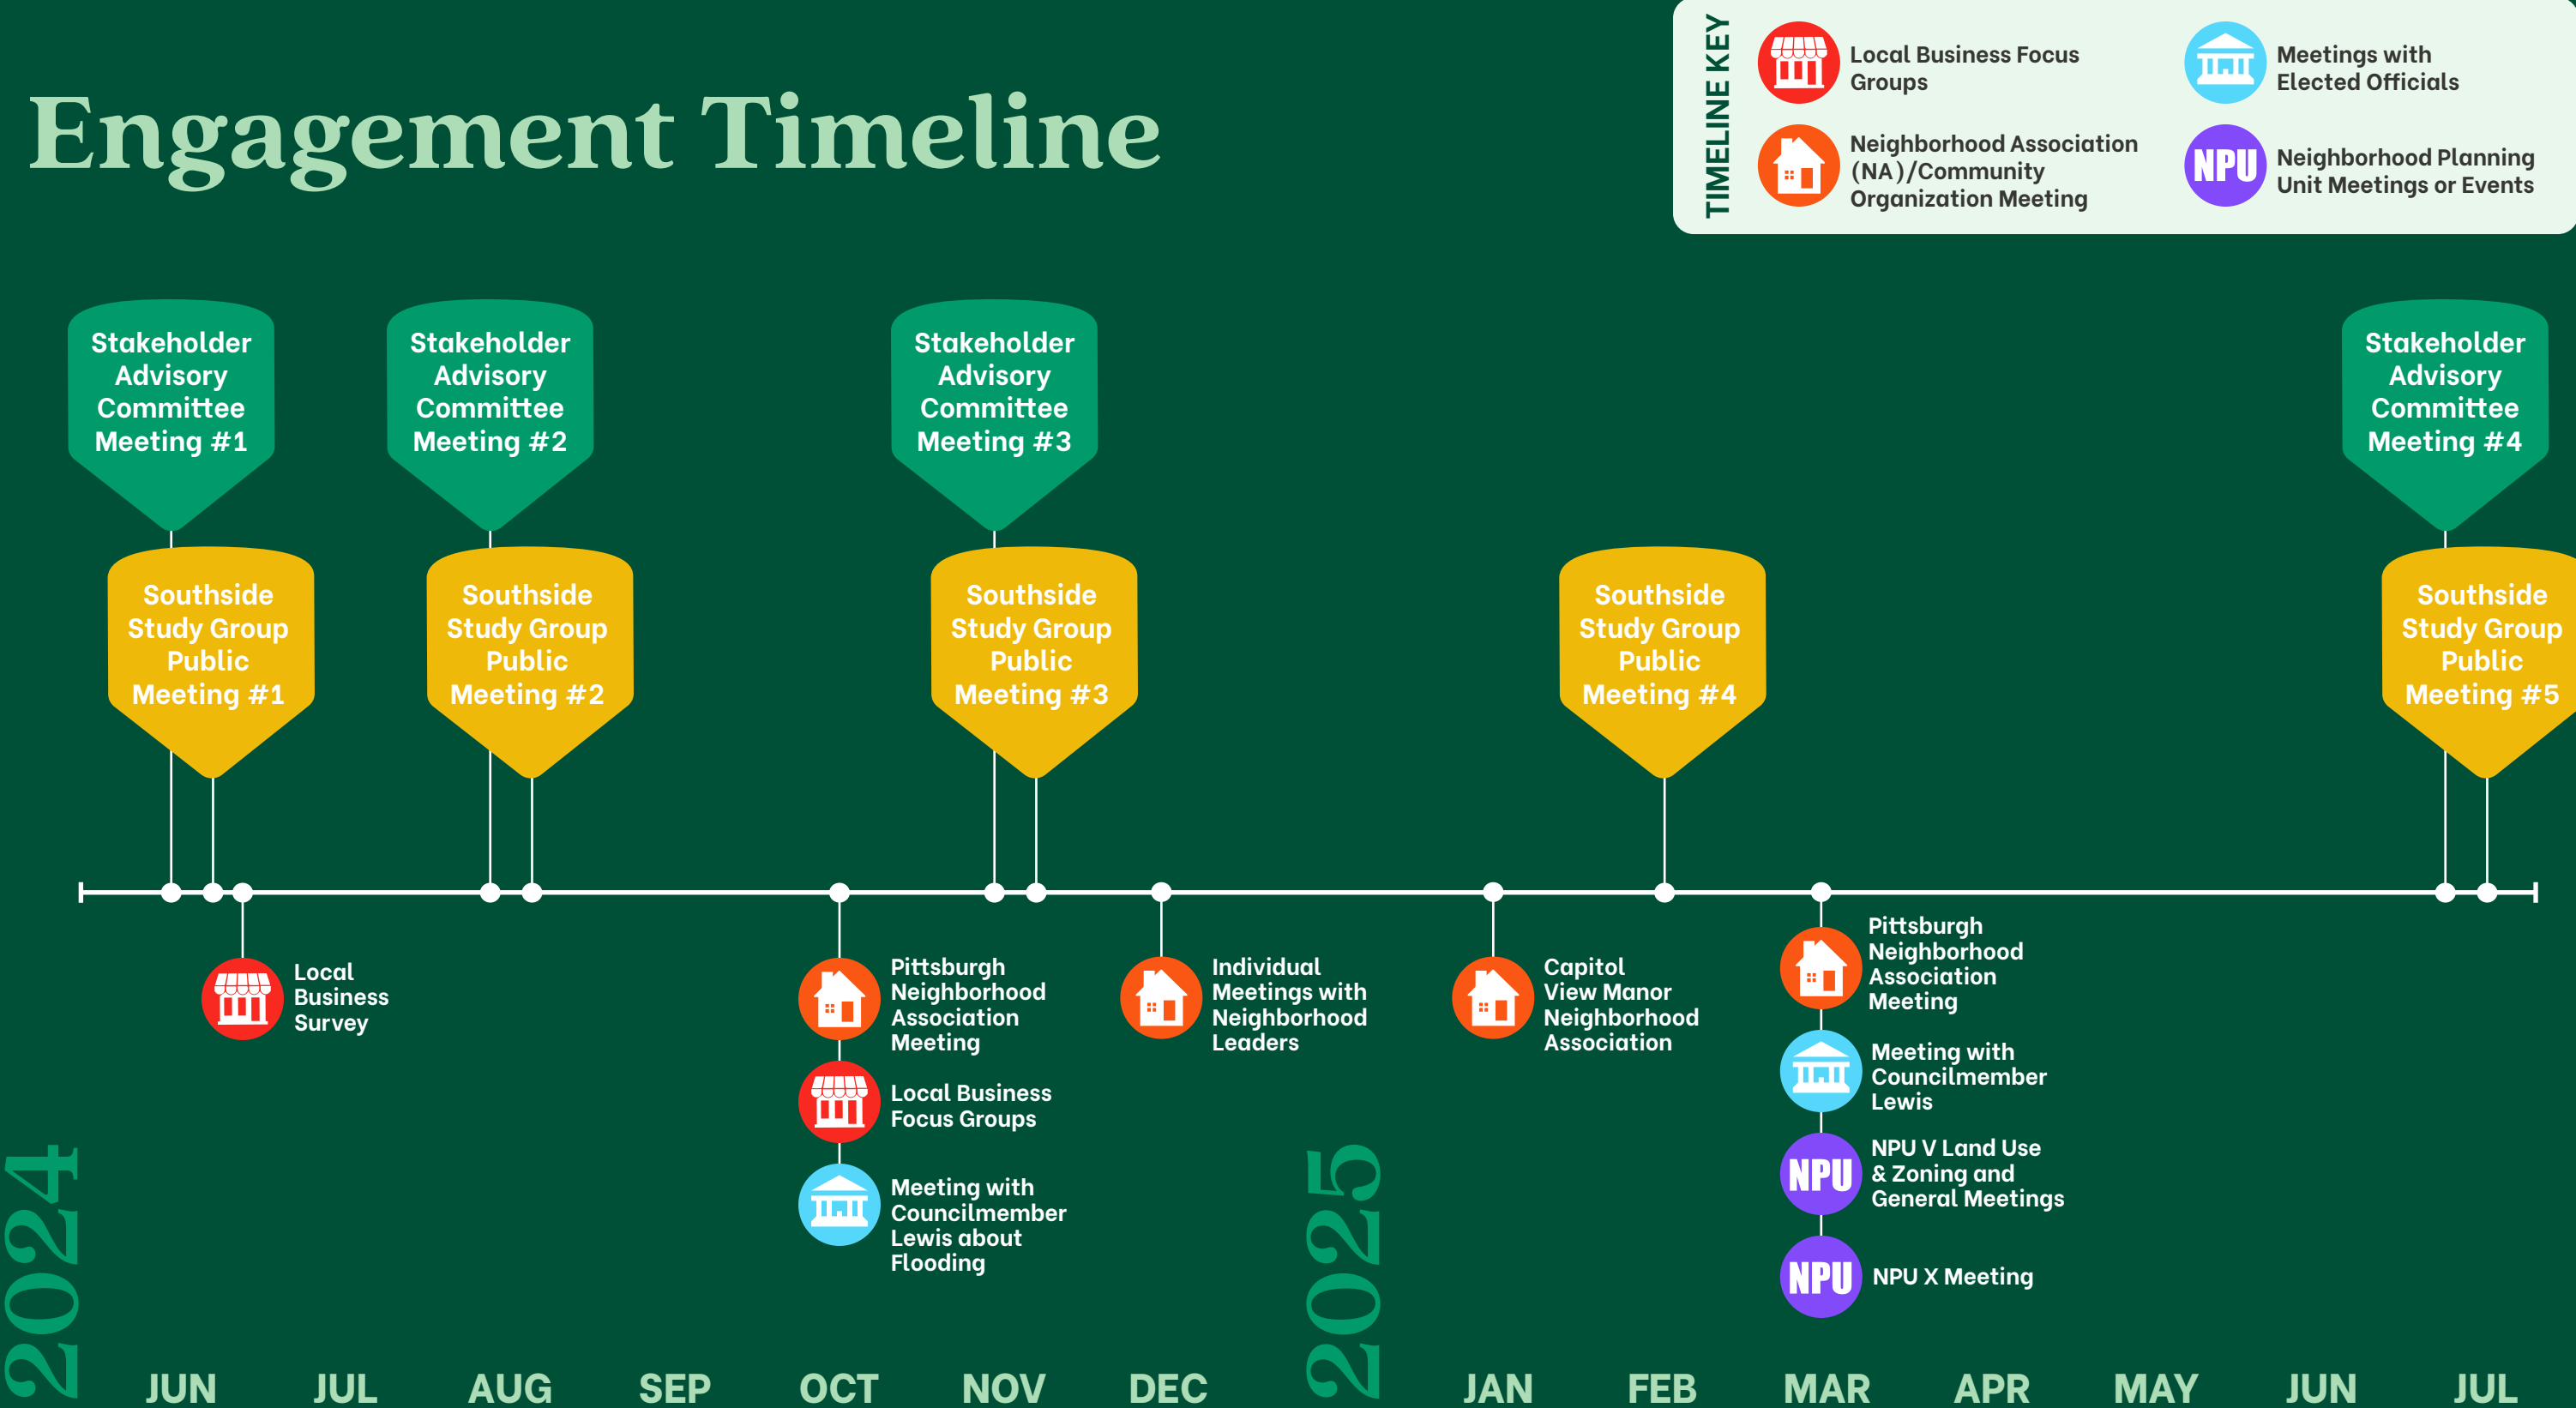 Engagement Timeline
TIMELINE KEY
Local Business Focus
Groups
Neighborhood Association
(NA)/Community
Organization Meeting
Meetings with
Elected Officials
NPU
Neighborhood Planning
Unit Meetings or Events
Stakeholder
Advisory
Committee
Meeting #1
Stakeholder
Advisory
Committee
Meeting #2
Stakeholder
Advisory
Committee
Meeting #3
Stakeholder
Advisory
Committee
Meeting #4
Southside
Study Group
Public
Meeting #1
Southside
Study Group
Public
Meeting #2
Southside
Study Group
Public
Meeting #3
Southside
Study Group
Public
Meeting #4
Southside
Study Group
Public
Meeting #5
Local
Business
Survey
Pittsburgh
Neighborhood
Association
Meeting
Local Business
Focus Groups
Meeting with
Councilmember
Lewis about
Flooding
Individual
Meetings with
Neighborhood
Leaders
Capitol
View Manor
Neighborhood
Association
Pittsburgh
Neighborhood
Association
Meeting
Meeting with
Councilmember
Lewis
NPU
NPU V Land Use
& Zoning and
General Meetings
NPU
NPU X Meeting
2024
JUN
JUL
AUG
SEP
OCT
NOV
DEC
2025
JAN
FEB
MAR
APR
MAY
JUN
JUL